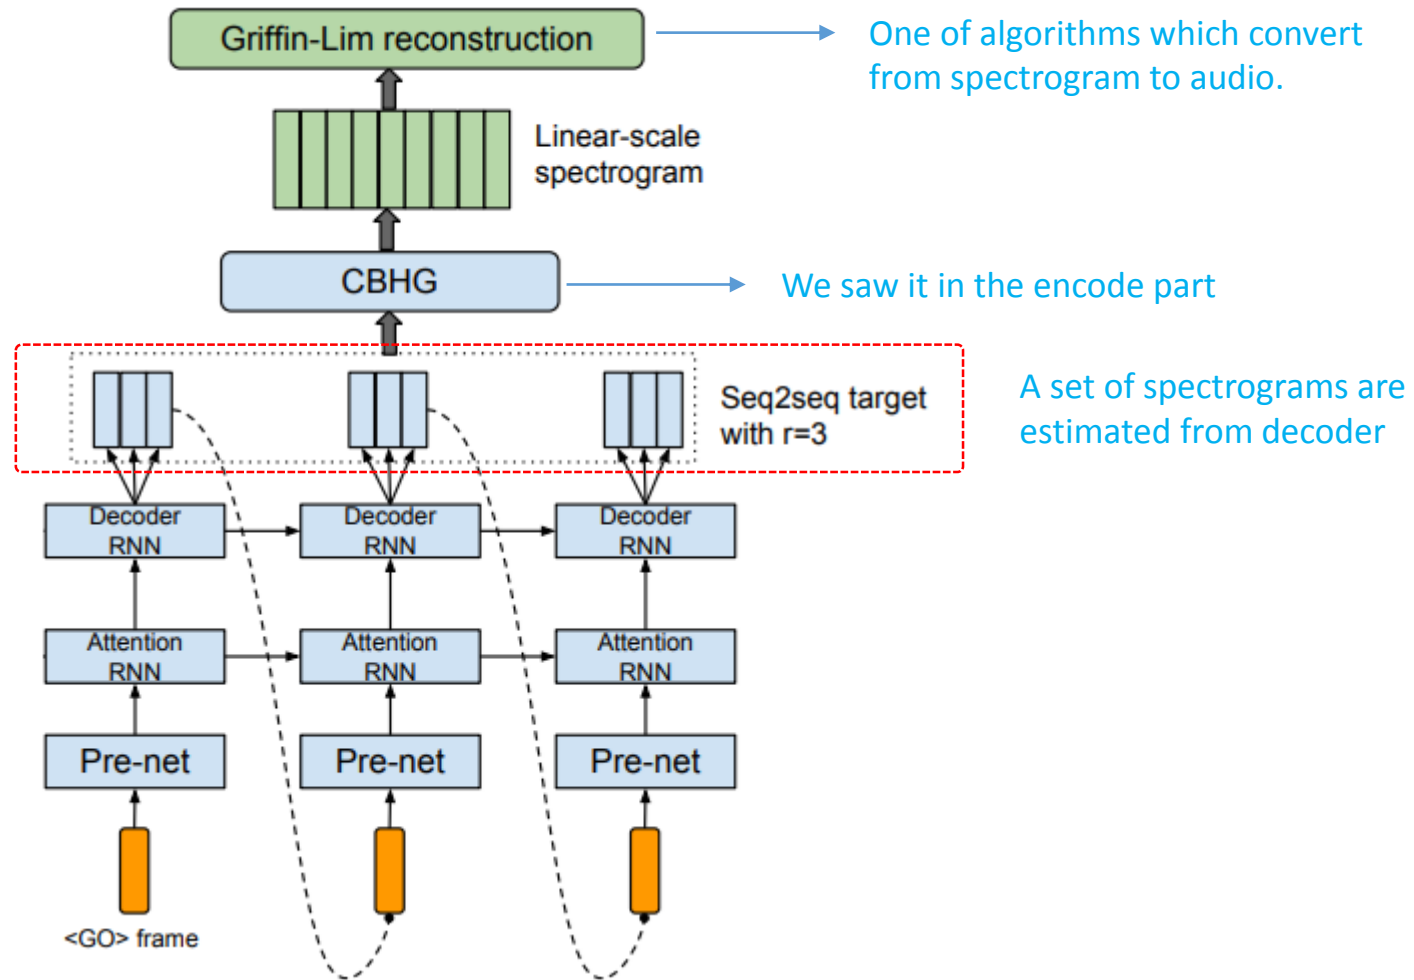 Griffin-Lim reconstruction
One of algorithms which convert
from spectrogram to audio.
Linear-scale
spectrogram
CBHG
We saw it in the encode part
Seq2seq target
with r=3
A set of spectrograms are
estimated from decoder
Decoder
RNN
Decoder
RNN
Decoder
RNN
Attention
RNN
Attention
RNN
Attention
RNN
Pre-net
Pre-net
Pre-net
<GO> frame